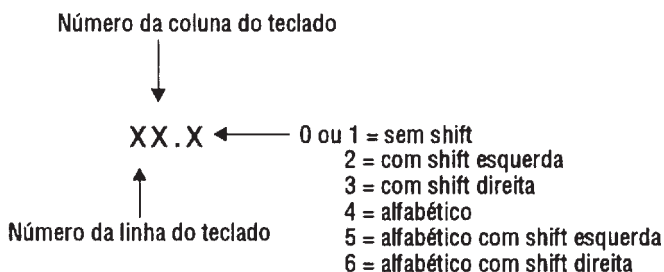 Número da coluna do teclado
XX.X
0 ou 1 = sem shift
2 = com shift esquerda
3 = com shift direita
4 = alfabético
5 = alfabético com shift esquerda
6 = alfabético com shift direita
Número da linha do teclado